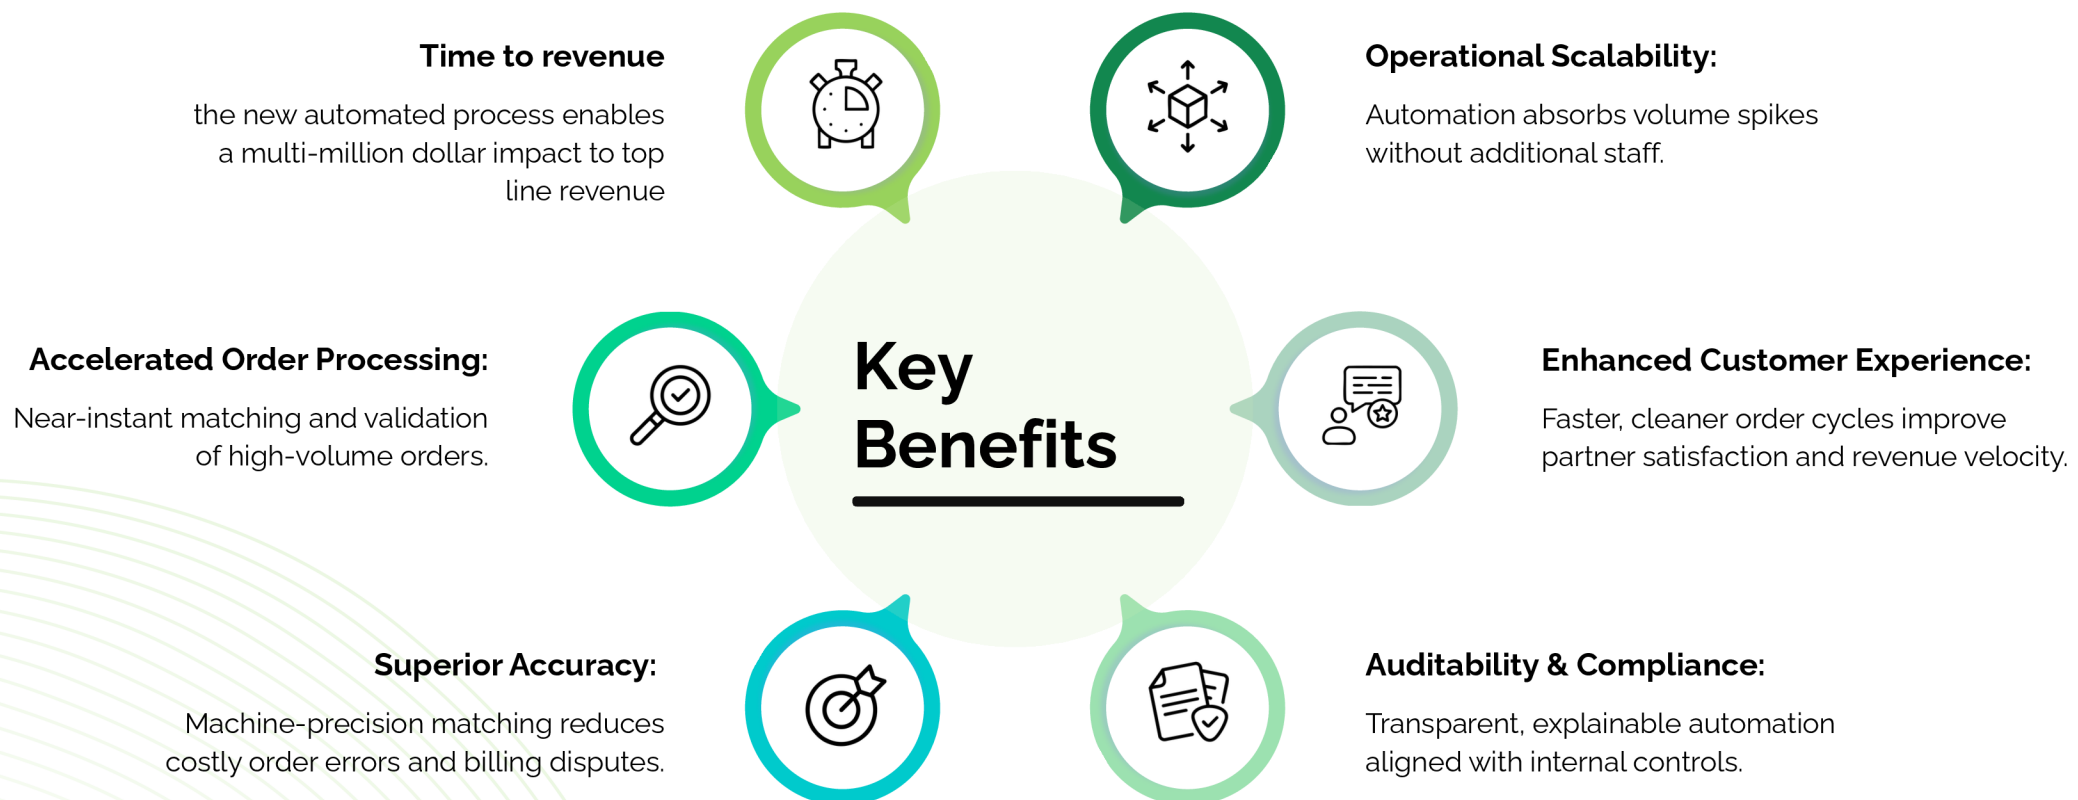 Time to revenue
the new automated process enables
a multi-million dollar impact to top
line revenue
Operational Scalability:
Automation absorbs volume spikes
without additional staff.
Accelerated Order Processing:
Near-instant matching and validation
of high-volume orders.
Key
Benefits
Enhanced Customer Experience:
Faster, cleaner order cycles improve
partner satisfaction and revenue velocity.
Superior Accuracy:
Machine-precision matching reduces
costly order errors and billing disputes.
Auditability & Compliance:
Transparent, explainable automation
aligned with internal controls.